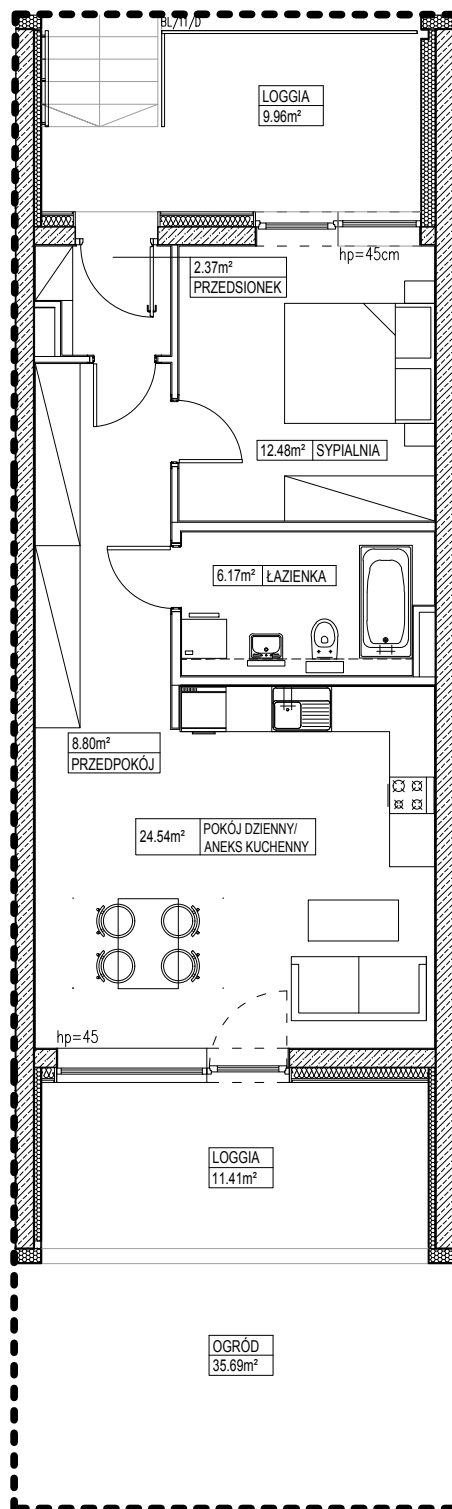 BL/11/D
LOGGIA
9.96m²
hp=45cm
2.37m²
PRZEDSIONEK
12.48m² SYPIALNIA
6.17m² ŁAZIENKA
8.80m²
PRZEDPOKÓJ
24.54m² POKÓJ DZIENNY/
ANEKS KUCHENNY
hp=45
LOGGIA
11.41m²
OGRÓD
35.69m²